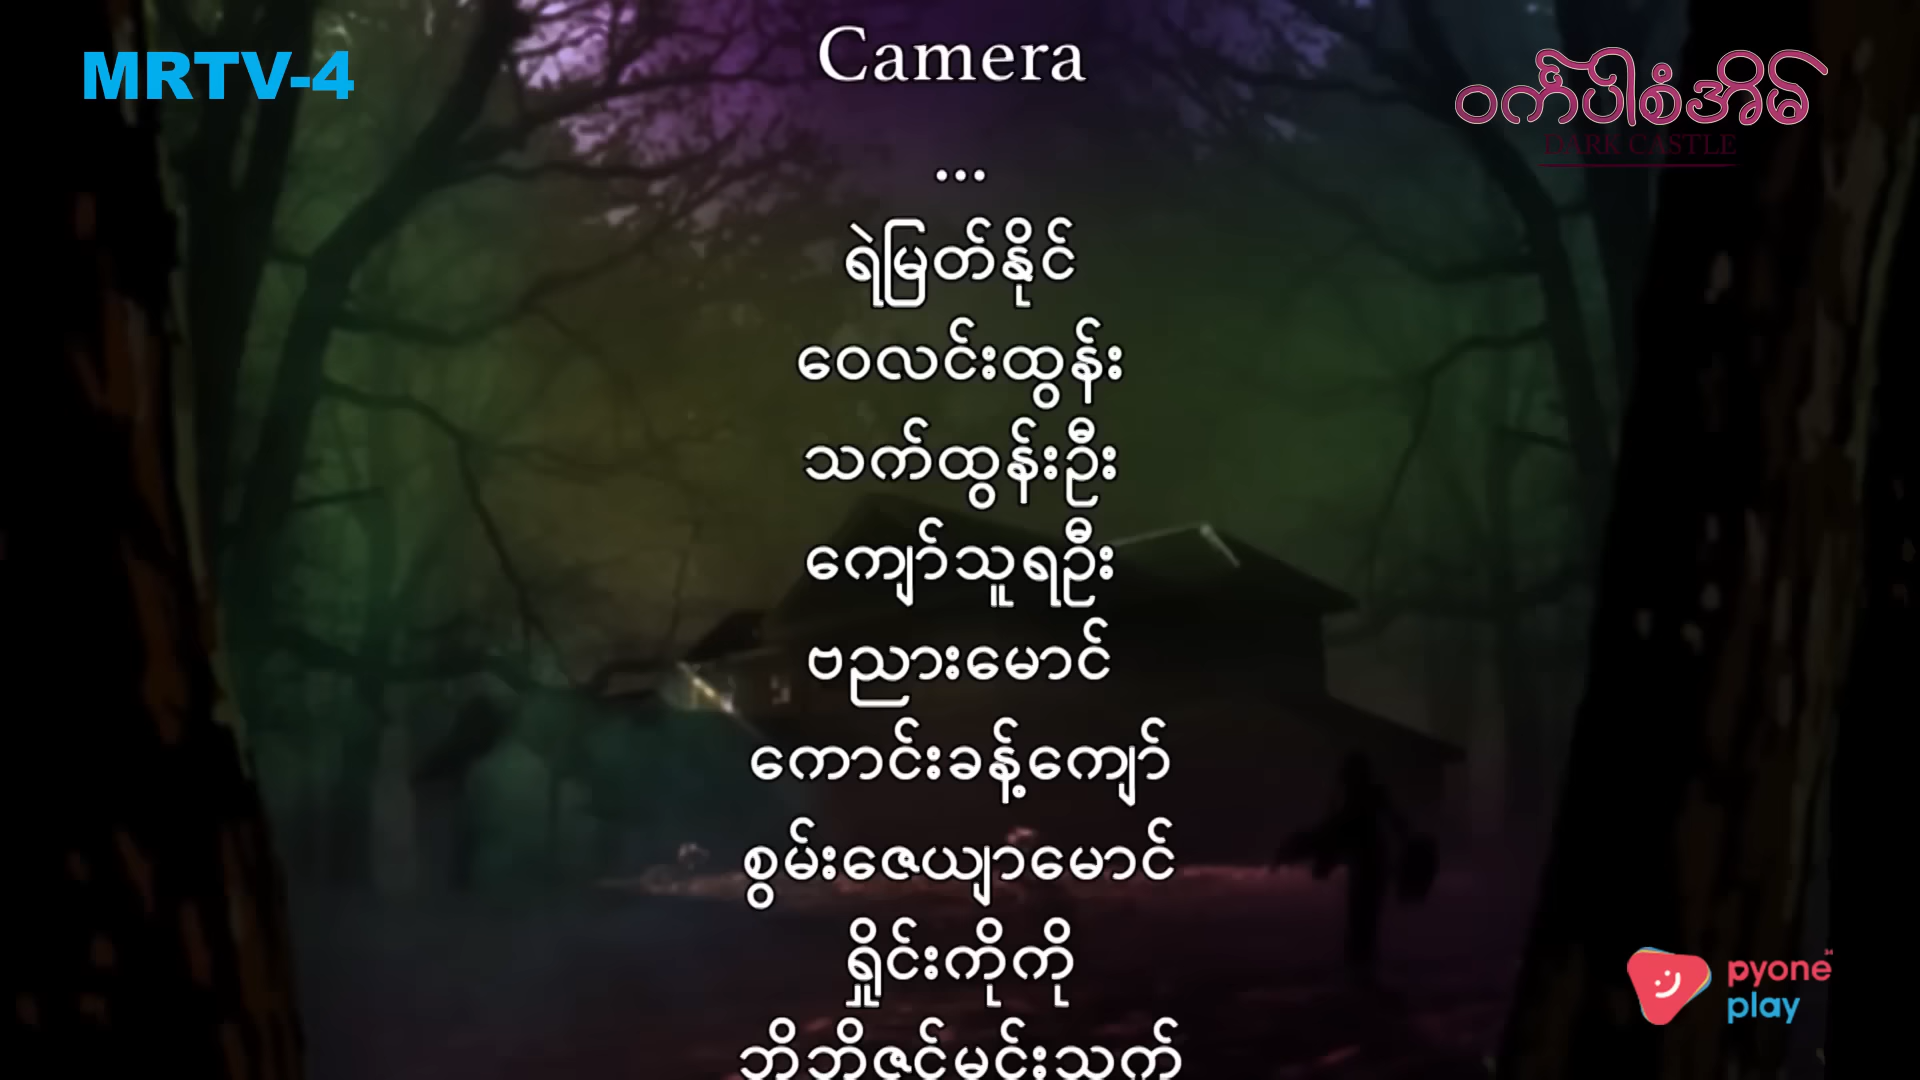 MRTV-4
Camera
ဝင်္ကပါစံအိမ်
DARK CASTLE
...
ရဲမြတ်နိုင်
ဝေလင်းထွန်း
သက်ထွန်းဦး
ကျော်သူရဦး
ဗညားမောင်
ကောင်းခန့်ကျော်
စွမ်းဇေယျာမောင်
ရှိုင်းကိုကို
ဘိဘိဇင်မင်းသက်
pyone
play